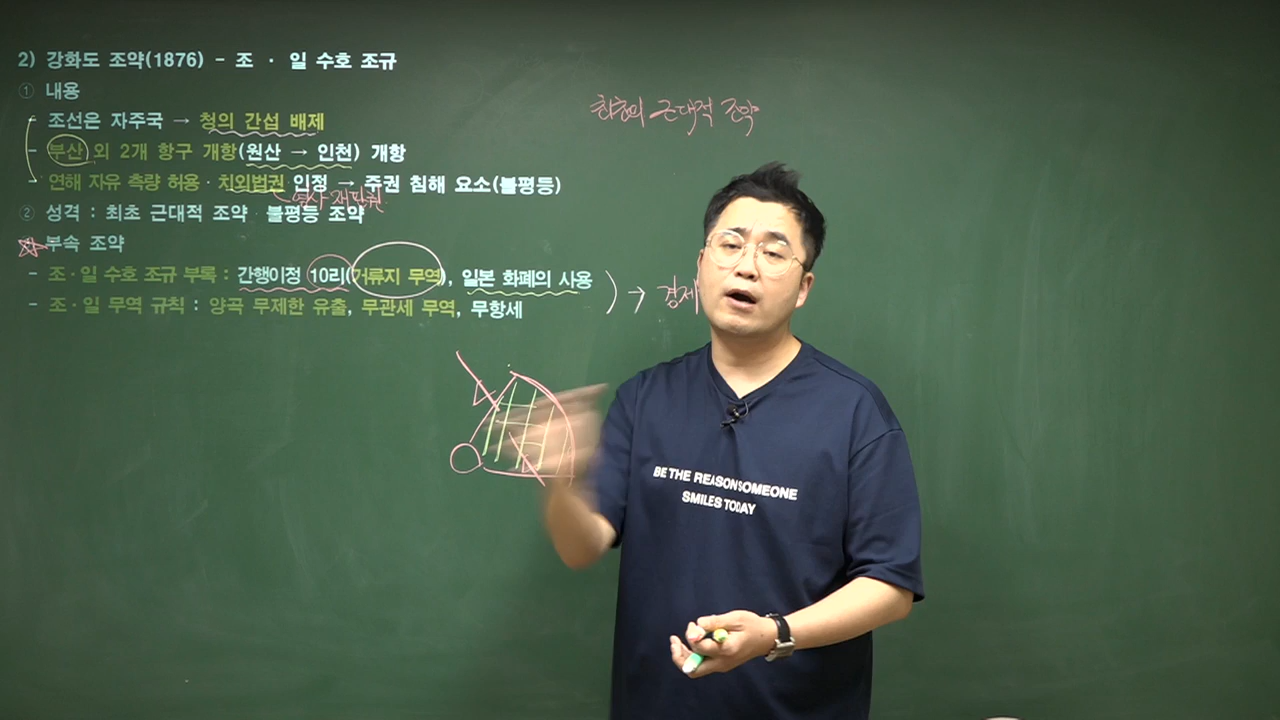 2) 강화도 조약(1876) - 조 · 일 수호 조규
① 내용
- 조선은 자주국 → 청의 간섭 배제
- 부산 외 2개 항구 개항(원산 → 인천) 개항
- 연해 자유 측량 허용 · 치외법권 인정 → 주권 침해 요소(불평등)
영사 재판권
② 성격 : 최초 근대적 조약 불평등 조약
부속 조약
- 조 · 일 수호 조규 부록 : 간행이정 10리(거류지 무역), 일본 화폐의 사용
- 조 · 일 무역 규칙 : 양곡 무제한 유출, 무관세 무역, 무항세
→ 경제
최초의 근대적 조약
BE THE REASON SOMEONE
SMILES TODAY